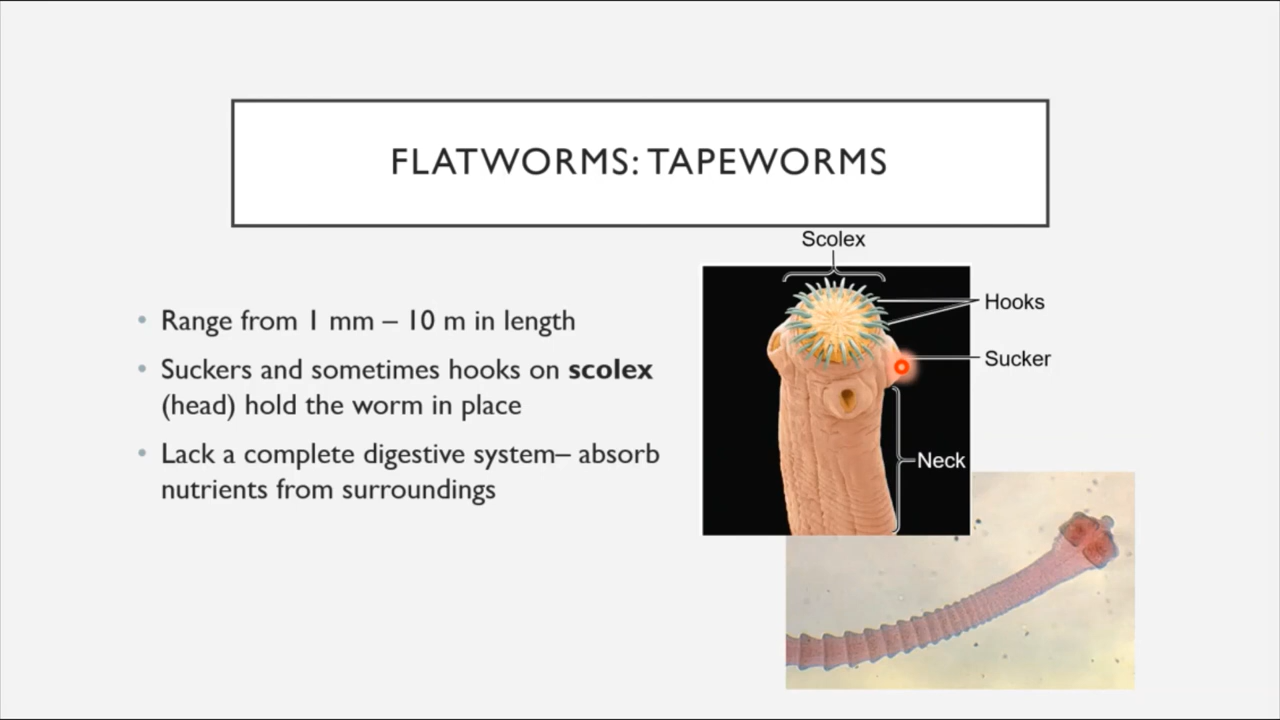 FLATWORMS: TAPEWORMS
• Range from 1 mm – 10 m in length
• Suckers and sometimes hooks on scolex
(head) hold the worm in place
• Lack a complete digestive system– absorb
nutrients from surroundings
Scolex
Hooks
Sucker
Neck